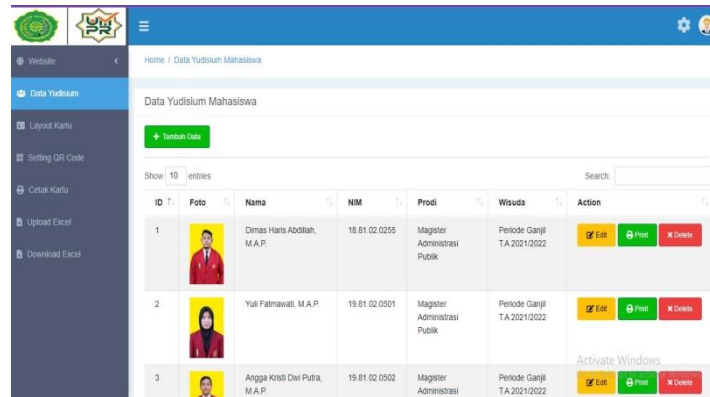 UMPR
Website
Home / Data Yudisium Mahasiswa
Data Yudisium
Data Yudisium Mahasiswa
Layout Kartu
+ Tambah Data
Setting QR Code
Show 10 entries
Search:
Cetak Kartu
ID Foto Nama NIM Prodi Wisuda Action
Upload Excel
Download Excel
1 Dimas Haris Abdillah, 18.81.02.0255 Magister Periode Ganjil Edit Print Delete
M.A.P. Administrasi T.A.2021/2022
Publik
2 Yuli Fatmawati, M.A.P. 19.81.02.0501 Magister Periode Ganjil Edit Print Delete
Administrasi T.A.2021/2022
Publik
Activate Windows
3 Angga Kristi Dwi Putra, 19.81.02.0502 Magister Periode Ganjil Edit Print Delete
M.A.P. Administrasi T.A.2021/2022